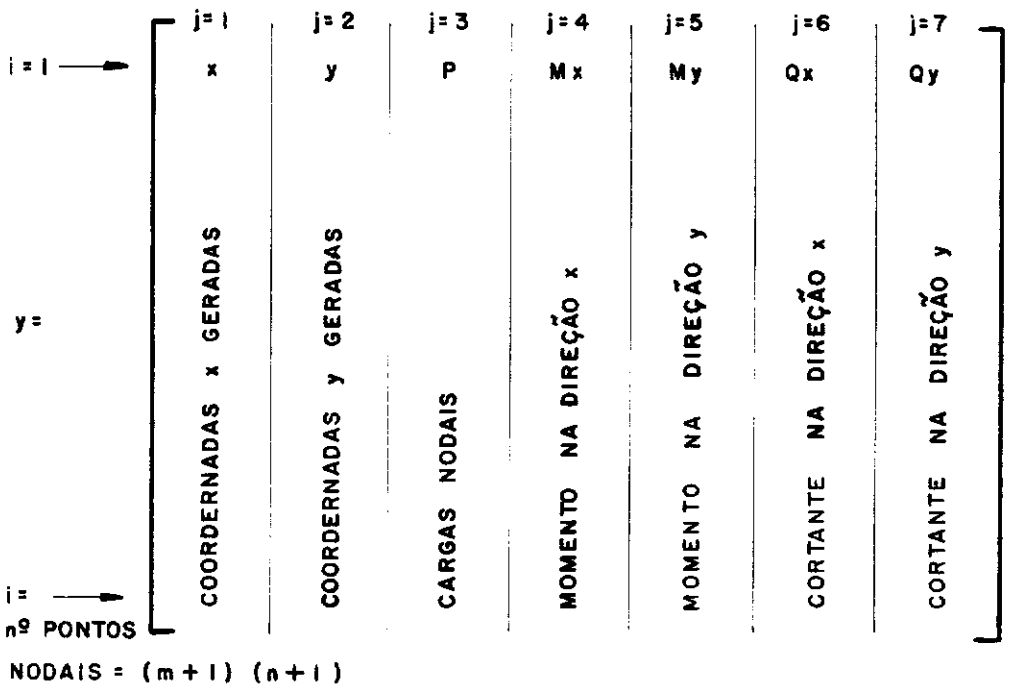 j=1 j=2 j=3 j=4 j=5 j=6 j=7
i=1 x y P Mx My Qx Qy
COORDERNADAS x GERADAS
COORDERNADAS y GERADAS
CARGAS NODAIS
MOMENTO NA DIREÇÃO x
MOMENTO NA DIREÇÃO y
CORTANTE NA DIREÇÃO x
CORTANTE NA DIREÇÃO y
y=
i=
nº PONTOS
NODAIS = (m+1) (n+1)